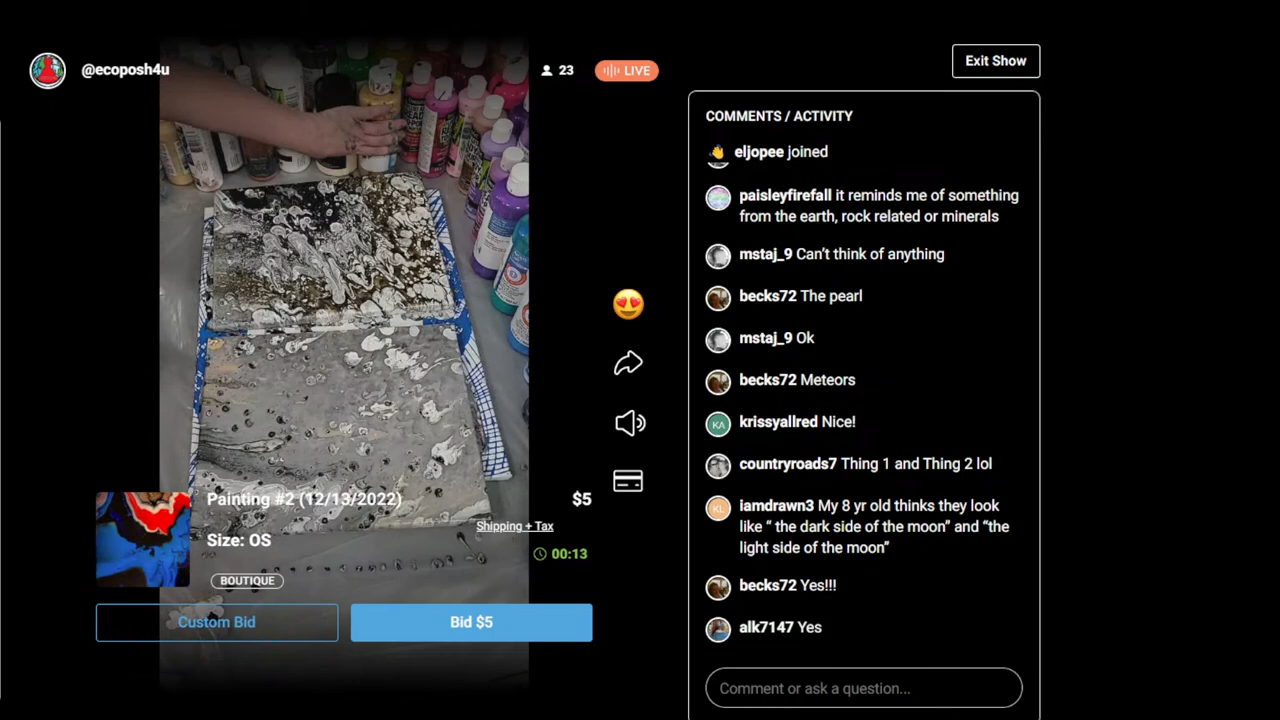 @ecoposh4u
23
LIVE
Exit Show
COMMENTS / ACTIVITY
eljopee joined
paisleyfirefall it reminds me of something
from the earth, rock related or minerals
mstaj_9 Can't think of anything
becks72 The pearl
mstaj_9 Ok
becks72 Meteors
KA
krissyallred Nice!
countryroads7 Thing 1 and Thing 2 lol
KL
iamdrawn3 My 8 yr old thinks they look
like “ the dark side of the moon” and “the
light side of the moon”
becks72 Yes!!!
alk7147 Yes
Comment or ask a question...
Painting #2 (12/13/2022)
$5
Shipping + Tax
Size: OS
00:13
BOUTIQUE
Custom Bid
Bid $5